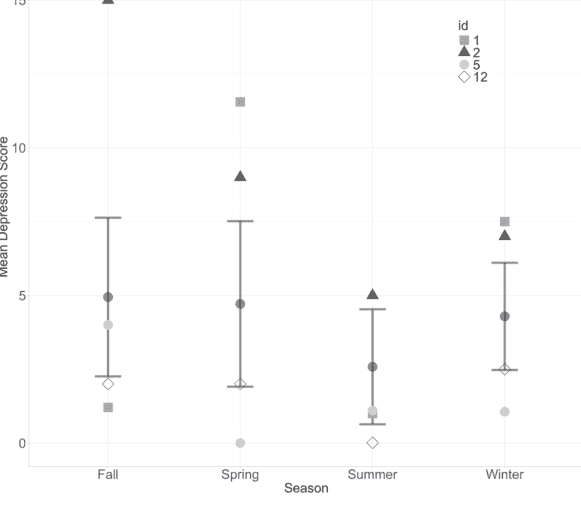 15
id
1
2
5
12
10
Mean Depression Score
5
0
Fall
Spring
Summer
Winter
Season